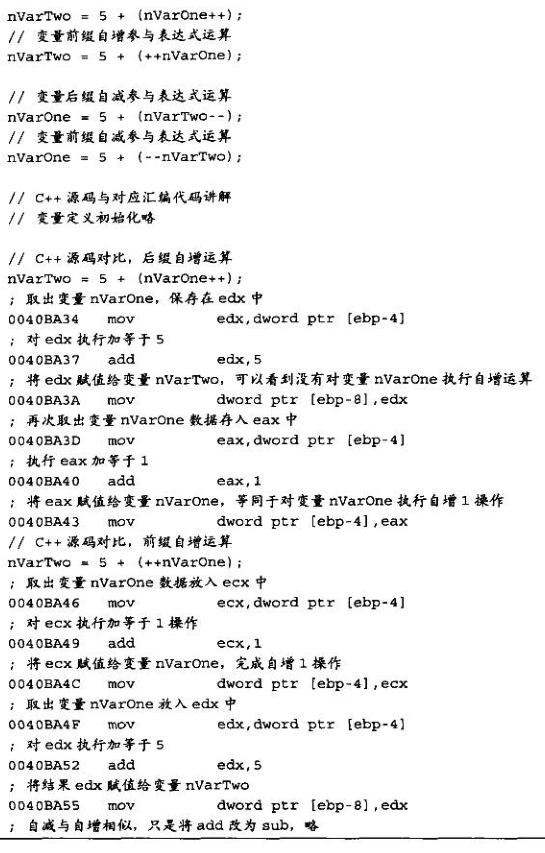 nVarTwo = 5 + (nVarOne++);
// 变量前缀自增参与表达式运算
nVarTwo = 5 + (++nVarOne);
// 变量后缀自减参与表达式运算
nVarOne = 5 + (nVarTwo--);
// 变量前缀自减参与表达式运算
nVarOne = 5 + (--nVarTwo);
// C++ 源码与对应汇编代码讲解
// 变量定义初始化略
// C++ 源码对比，后缀自增运算
nVarTwo = 5 + (nVarOne++);
; 取出变量 nVarOne，保存在 edx 中
0040BA34 mov edx,dword ptr [ebp-4]
; 对 edx 执行加等于 5
0040BA37 add edx,5
; 将 edx 赋值给变量 nVarTwo，可以看到没有对变量 nVarOne 执行自增运算
0040BA3A mov dword ptr [ebp-8],edx
; 再次取出变量 nVarOne 数据存入 eax 中
0040BA3D mov eax,dword ptr [ebp-4]
; 执行 eax 加等于 1
0040BA40 add eax,1
; 将 eax 赋值给变量 nVarOne，等同于对变量 nVarOne 执行自增 1 操作
0040BA43 mov dword ptr [ebp-4],eax
// C++ 源码对比，前缀自增运算
nVarTwo = 5 + (++nVarOne);
; 取出变量 nVarOne 数据放入 ecx 中
0040BA46 mov ecx,dword ptr [ebp-4]
; 对 ecx 执行加等于 1 操作
0040BA49 add ecx,1
; 将 ecx 赋值给变量 nVarOne，完成自增 1 操作
0040BA4C mov dword ptr [ebp-4],ecx
; 取出变量 nVarOne 放入 edx 中
0040BA4F mov edx,dword ptr [ebp-4]
; 对 edx 执行加等于 5
0040BA52 add edx,5
; 将结果 edx 赋值给变量 nVarTwo
0040BA55 mov dword ptr [ebp-8],edx
; 自减与自增相似，只是将 add 改为 sub，略